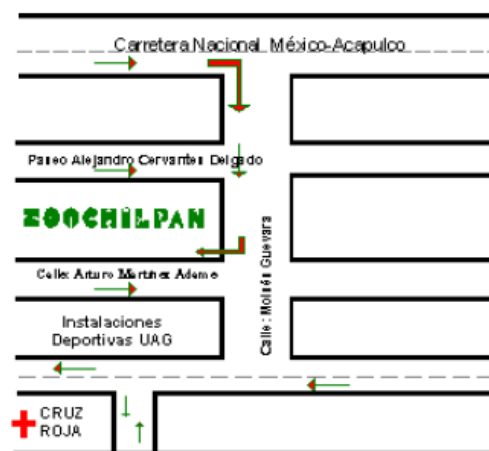 Carretera Nacional México-Acapulco
Paseo Alejandro Cervantes Delgado
ZOOCHILPAN
Calle: Arturo Martínez Adame
Calle: Moisés Guevara
Instalaciones
Deportivas UAG
CRUZ
ROJA